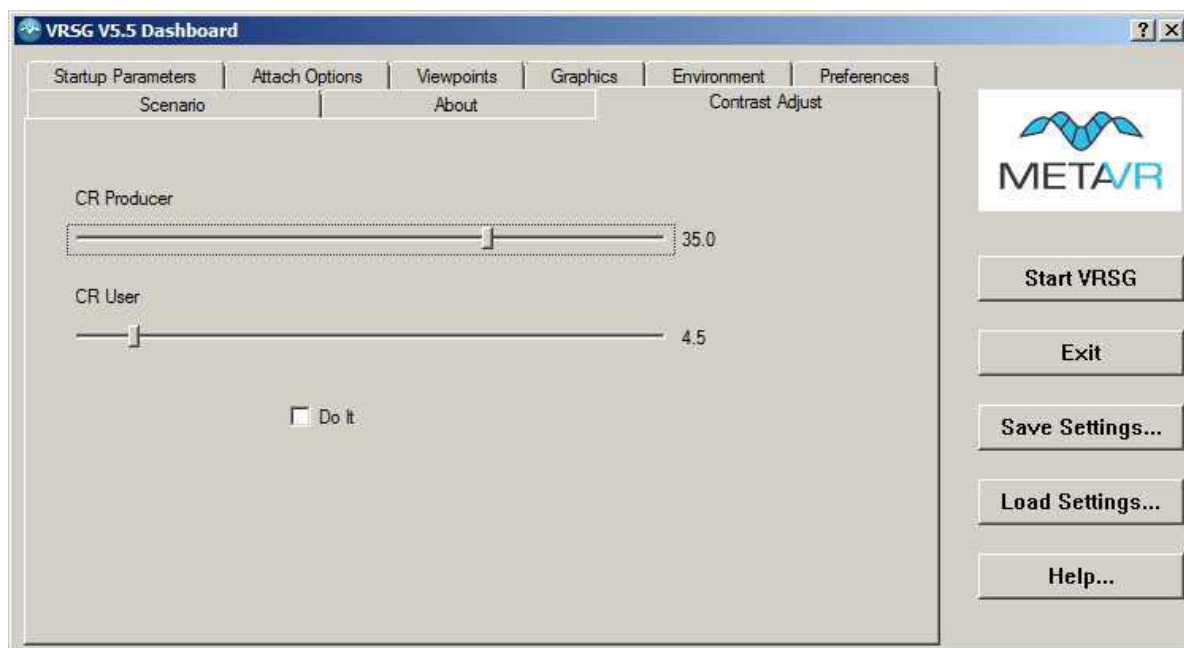 VRSG V5.5 Dashboard
Startup Parameters Attach Options Viewpoints Graphics Environment Preferences
Scenario About Contrast Adjust
METAVR
CR Producer
35.0
Start VRSG
CR User
4.5
Exit
Do It
Save Settings...
Load Settings...
Help...